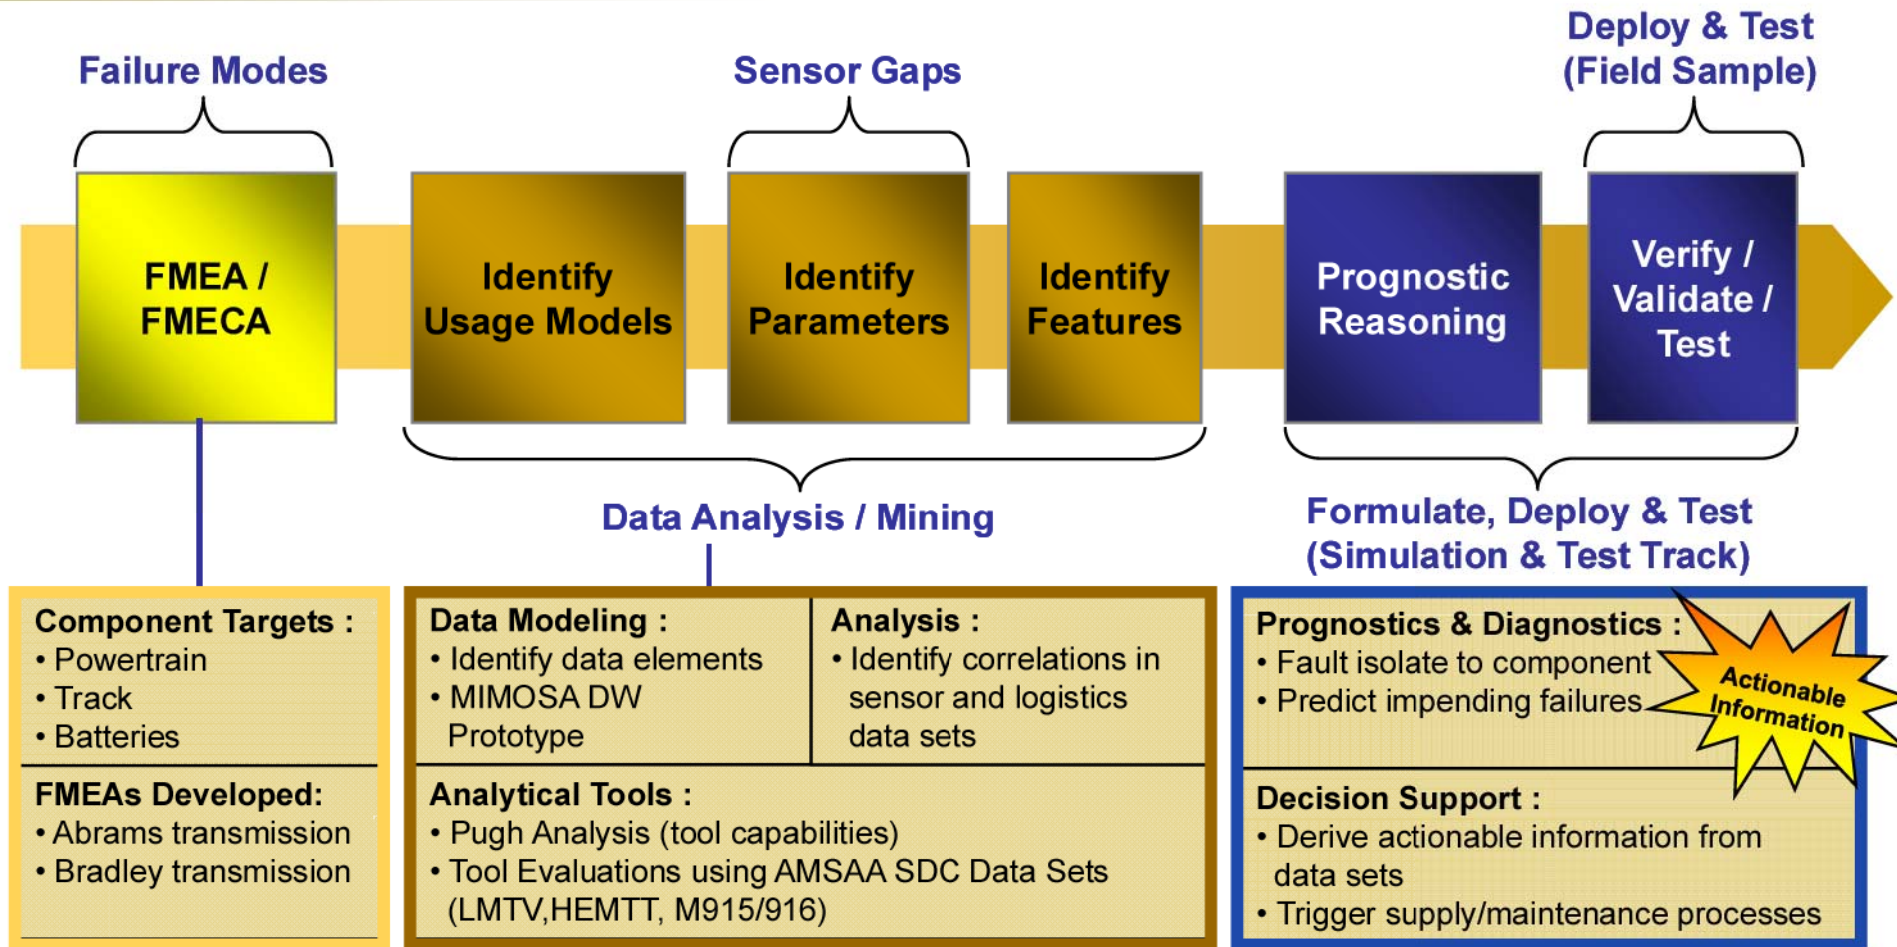 Failure Modes
Sensor Gaps
Deploy & Test
(Field Sample)
FMEA /
FMECA
Identify
Usage Models
Identify
Parameters
Identify
Features
Prognostic
Reasoning
Verify /
Validate /
Test
Data Analysis / Mining
Formulate, Deploy & Test
(Simulation & Test Track)
Component Targets :
• Powertrain
• Track
• Batteries
FMEAs Developed:
• Abrams transmission
• Bradley transmission
Data Modeling :
• Identify data elements
• MIMOSA DW
Prototype
Analysis :
• Identify correlations in
sensor and logistics
data sets
Analytical Tools :
• Pugh Analysis (tool capabilities)
• Tool Evaluations using AMSAA SDC Data Sets
(LMTV,HEMTT, M915/916)
Prognostics & Diagnostics :
• Fault isolate to component
• Predict impending failures
Actionable
Information
Decision Support :
• Derive actionable information from
data sets
• Trigger supply/maintenance processes